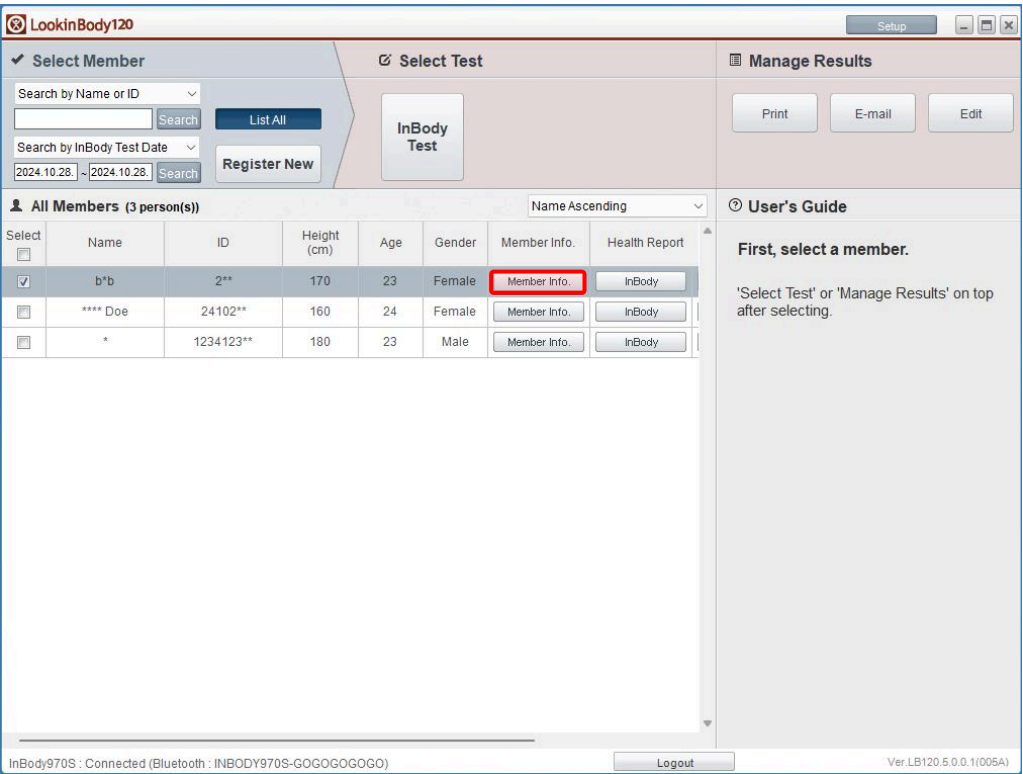 LookinBody120
Setup
Select Member
Select Test
Manage Results
Search by Name or ID
Search
List All
Search by InBody Test Date
2024.10.28. ~ 2024.10.28. Search
Register New
InBody
Test
Print E-mail Edit
All Members (3 person(s))
Name Ascending
User's Guide
Select Name ID Height
(cm) Age Gender Member Info. Health Report
b*b 2** 170 23 Female Member Info. InBody
**** Doe 24102** 160 24 Female Member Info. InBody
* 1234123** 180 23 Male Member Info. InBody
First, select a member.
'Select Test' or 'Manage Results' on top
after selecting.
InBody970S : Connected (Bluetooth : INBODY970S-GOGOGOGOGO)
Logout
Ver.LB120.5.0.0.1(005A)